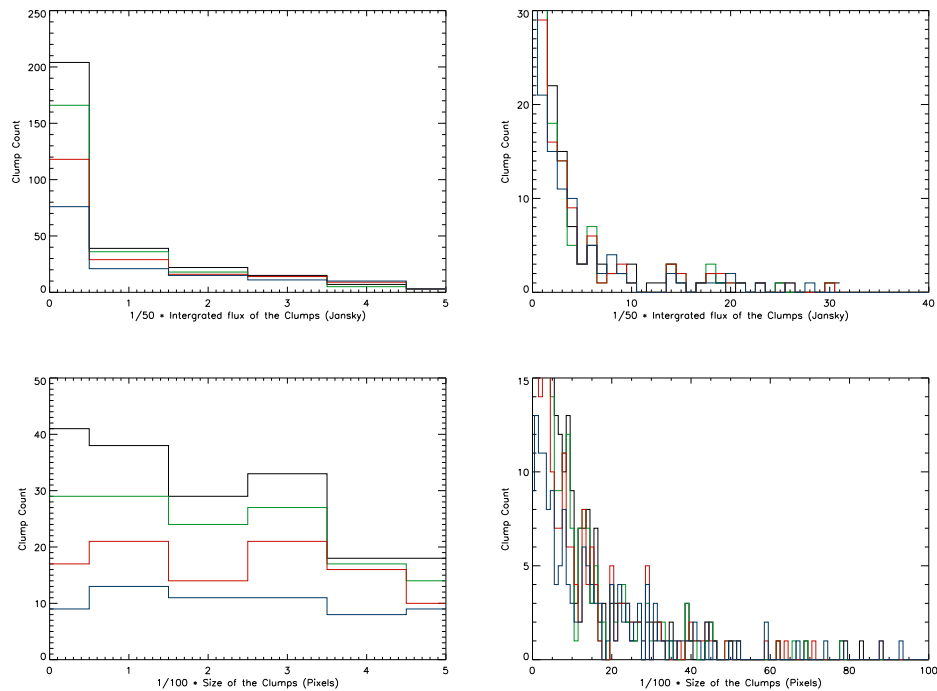 250
200
150
100
50
0
Clump Count
0 1 2 3 4 5
1/50 * Intergrated flux of the Clumps (Jansky)
30
20
10
0
Clump Count
0 10 20 30 40
1/50 * Intergrated flux of the Clumps (Jansky)
50
40
30
20
10
0
Clump Count
0 1 2 3 4 5
1/100 * Size of the Clumps (Pixels)
15
10
5
0
Clump Count
0 20 40 60 80 100
1/100 * Size of the Clumps (Pixels)